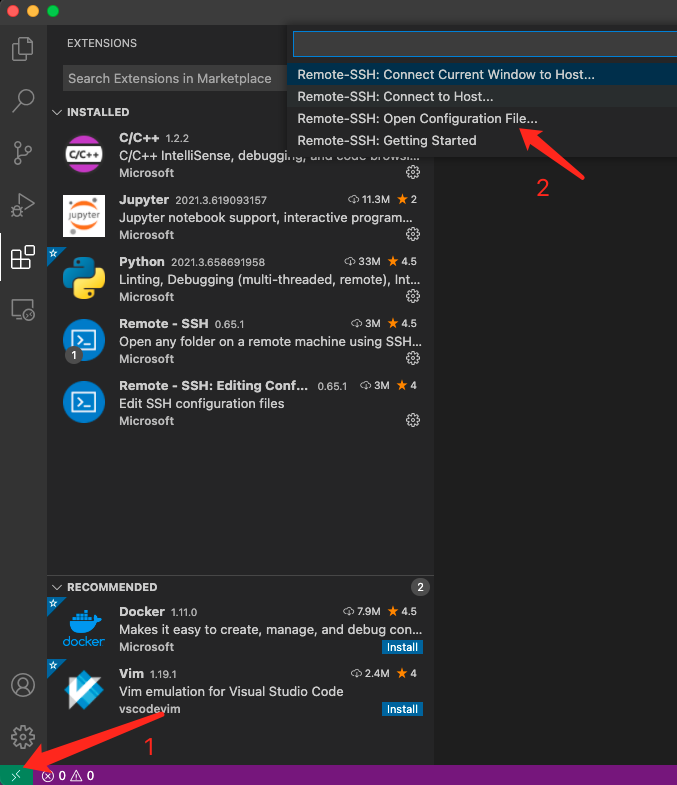 EXTENSIONS
Search Extensions in Marketplace
Remote-SSH: Connect Current Window to Host...
Remote-SSH: Connect to Host...
Remote-SSH: Open Configuration File...
Remote-SSH: Getting Started
2
INSTALLED
C/C++
C/C++ 1.2.2
C/C++ IntelliSense, debugging, and code browsi...
Microsoft
jupyter
Jupyter 2021.3.619093157 11.3M 2
Jupyter notebook support, interactive program...
Microsoft
Python 2021.3.658691958 33M 4.5
Linting, Debugging (multi-threaded, remote), Int...
Microsoft
Remote - SSH 0.65.1 3M 4.5
1
Open any folder on a remote machine using SSH...
Microsoft
Remote - SSH: Editing Conf... 0.65.1 3M 4
Edit SSH configuration files
Microsoft
RECOMMENDED 2
docker
Docker 1.11.0 7.9M 4.5
Makes it easy to create, manage, and debug con...
Microsoft Install
Vim 1.19.1 2.4M 4
Vim emulation for Visual Studio Code
vscodevim Install
1
0 0